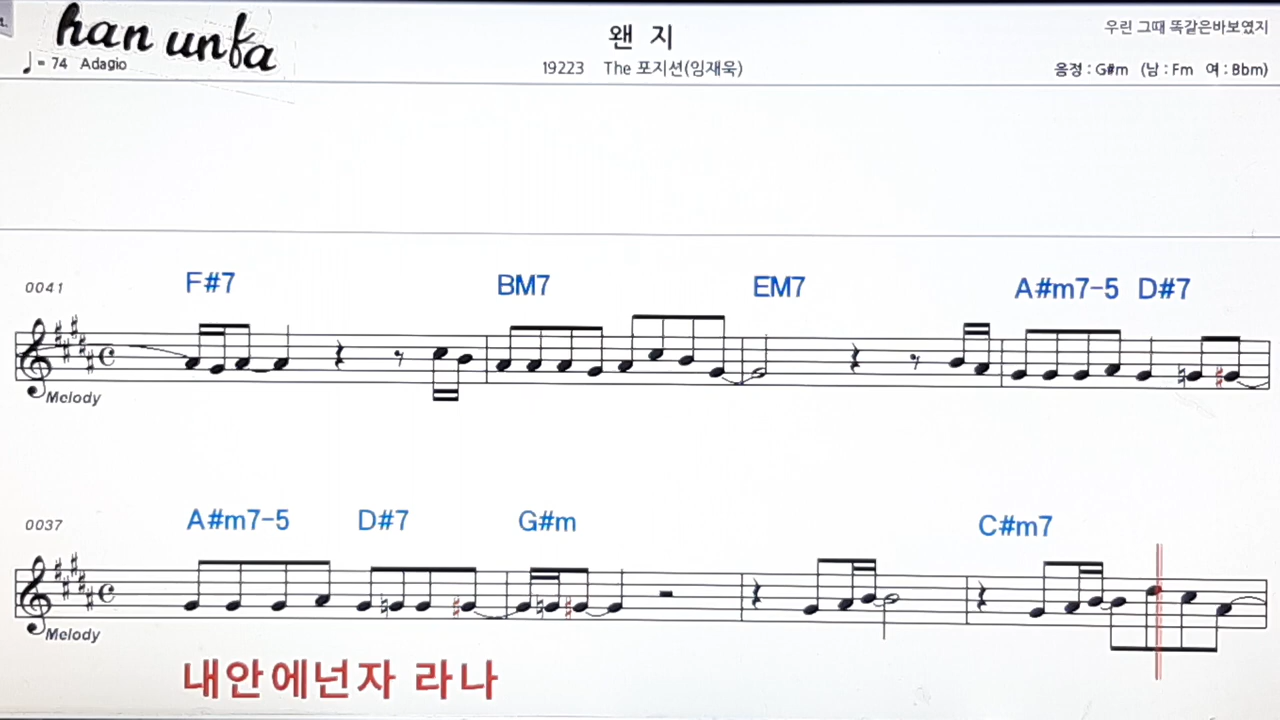 han unfa
왠 지
우린 그때 똑같은바보였지
♩= 74 Adagio
19223 The 포지션(임재욱)
음정 : G#m (남 : Fm 여 : Bbm)
0041
F#7 BM7 EM7 A#m7-5 D#7
Melody
0037
A#m7-5 D#7 G#m C#m7
Melody
내안에넌자 라나